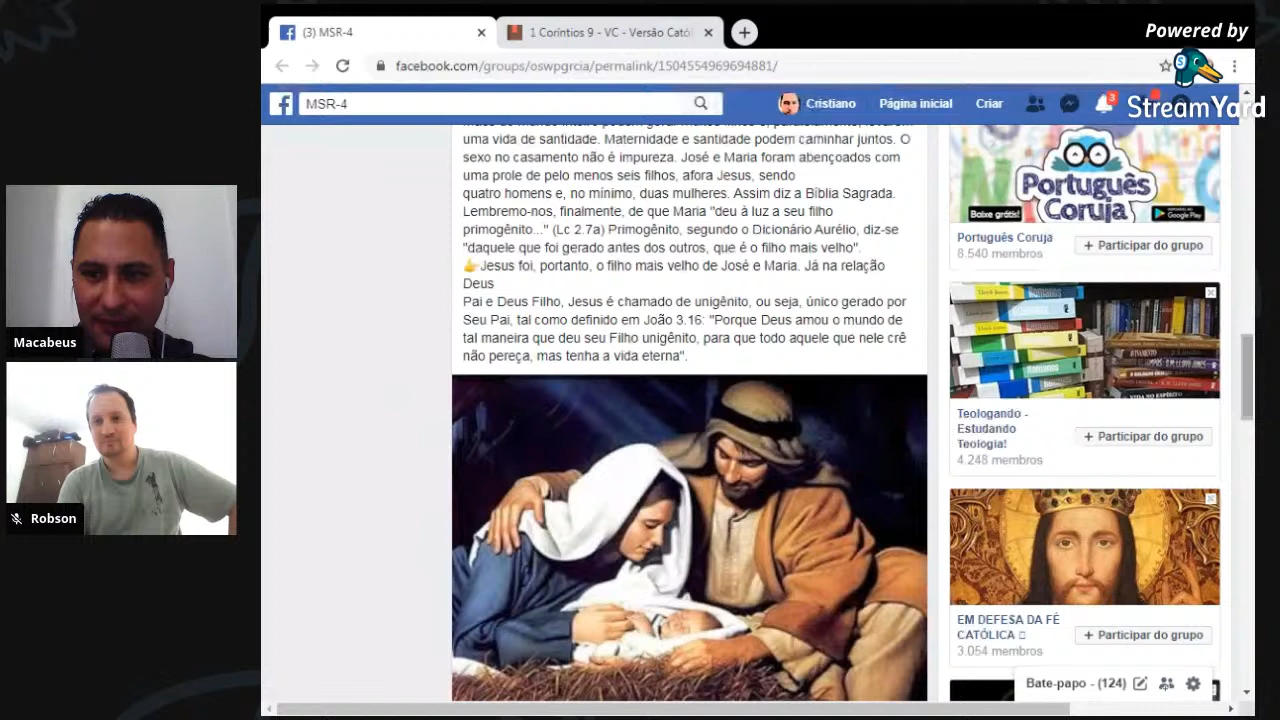 (3) MSR-4
1 Coríntios 9 - VC - Versão Catól
Powered by
StreamYard
facebook.com/groups/oswpgrcia/permalink/1504554969694881/
MSR-4
Cristiano
Página inicial
Criar
3
uma vida de santidade. Maternidade e santidade podem caminhar juntos. O
sexo no casamento não é impureza. José e Maria foram abençoados com
uma prole de pelo menos seis filhos, afora Jesus, sendo
quatro homens e, no mínimo, duas mulheres. Assim diz a Bíblia Sagrada.
Lembremo-nos, finalmente, de que Maria "deu à luz a seu filho
primogênito..." (Lc 2.7a) Primogênito, segundo o Dicionário Aurélio, diz-se
"daquele que foi gerado antes dos outros, que é o filho mais velho".
👉Jesus foi, portanto, o filho mais velho de José e Maria. Já na relação
Deus
Pai e Deus Filho, Jesus é chamado de unigênito, ou seja, único gerado por
Seu Pai, tal como definido em João 3.16: "Porque Deus amou o mundo de
tal maneira que deu seu Filho unigênito, para que todo aquele que nele crê
não pereça, mas tenha a vida eterna".
Português
Coruja
Baixe grátis!
Google Play
Português Coruja
8.540 membros
+ Participar do grupo
Romanos
Teologando -
Estudando
Teologia!
4.248 membros
+ Participar do grupo
EM DEFESA DA FÉ
CATÓLICA
3.054 membros
+ Participar do grupo
Bate-papo - (124)
Macabeus
Robson